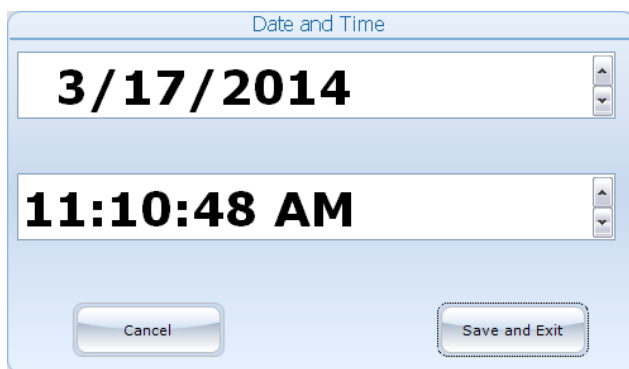 Date and Time
3/17/2014
11:10:48 AM
Cancel
Save and Exit